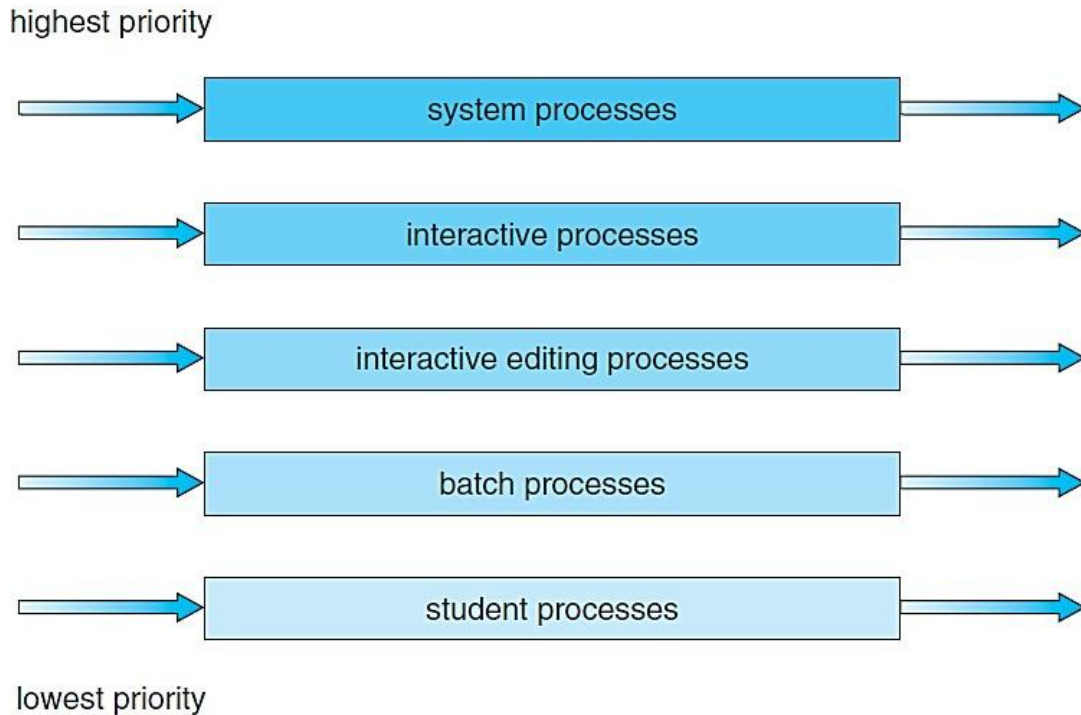 highest priority
system processes
interactive processes
interactive editing processes
batch processes
student processes
lowest priority